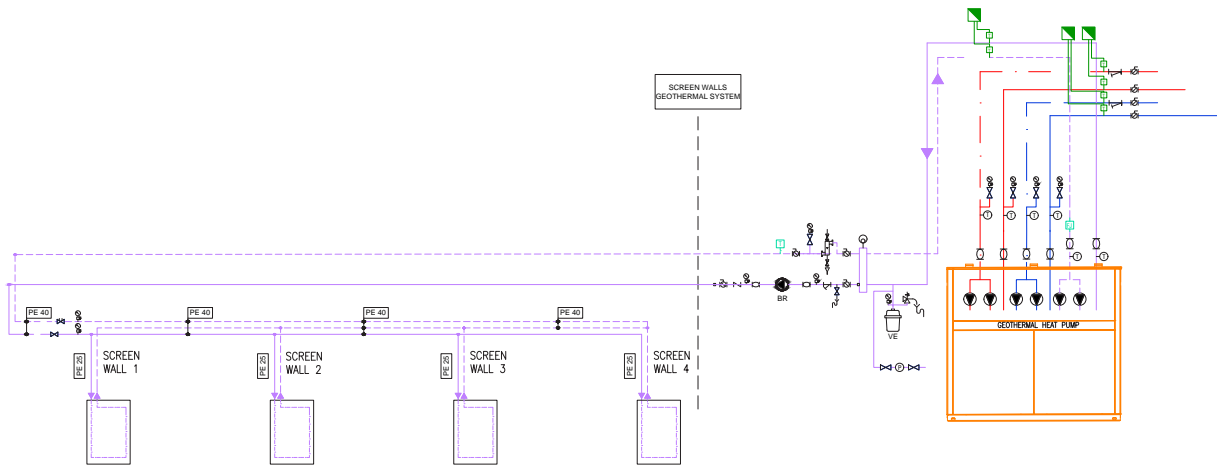 SCREEN WALLS
GEOTHERMAL SYSTEM
T
BR
VE
P
T
T
T
T
T
T
GEOTHERMAL HEAT PUMP
PE 40
PE 40
PE 40
PE 40
PE 25
SCREEN
WALL 1
PE 25
SCREEN
WALL 2
PE 25
SCREEN
WALL 3
PE 25
SCREEN
WALL 4